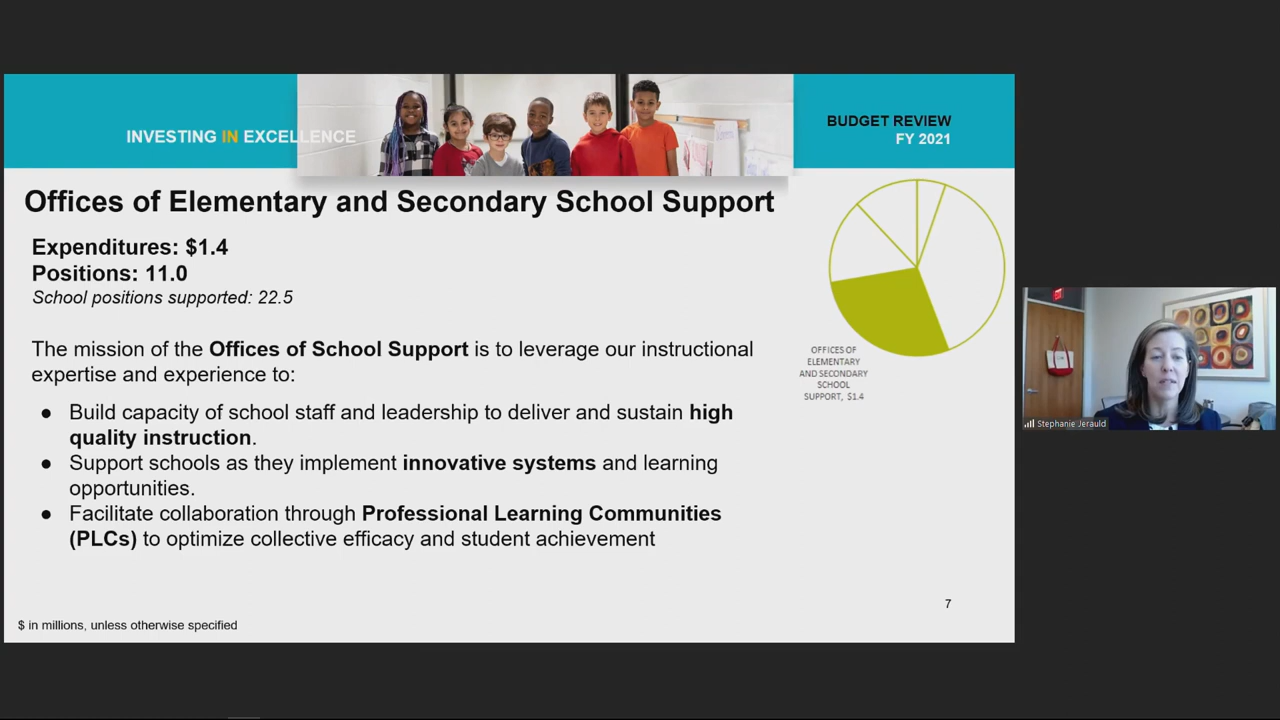 INVESTING IN EXCELLENCE
BUDGET REVIEW
FY 2021
Offices of Elementary and Secondary School Support
Expenditures: $1.4
Positions: 11.0
School positions supported: 22.5
The mission of the Offices of School Support is to leverage our instructional
expertise and experience to:
● Build capacity of school staff and leadership to deliver and sustain high
quality instruction.
● Support schools as they implement innovative systems and learning
opportunities.
● Facilitate collaboration through Professional Learning Communities
(PLCs) to optimize collective efficacy and student achievement
OFFICES OF
ELEMENTARY
AND SECONDARY
SCHOOL
SUPPORT, $1.4
7
$ in millions, unless otherwise specified
Stephanie Jerauld